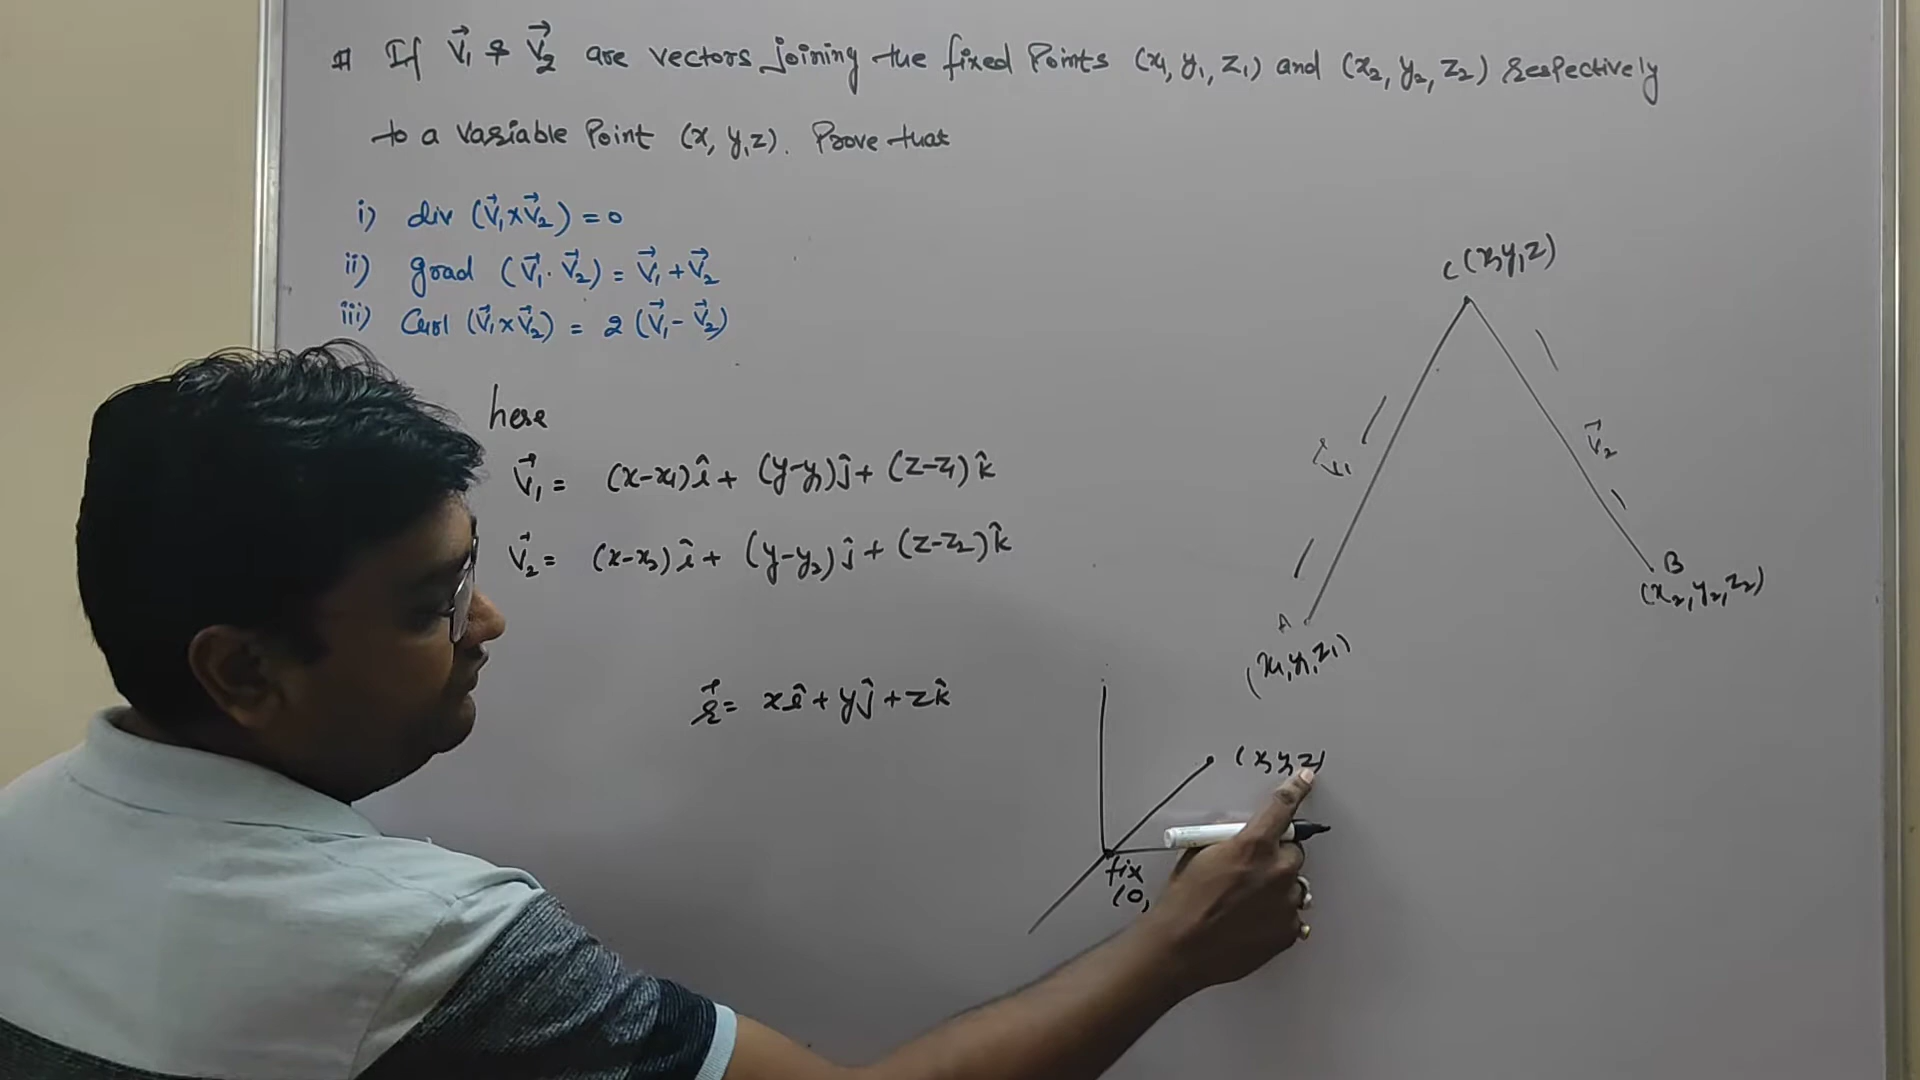 # If V⃗₁ & V⃗₂ are vectors joining the fixed Points (x₁, y₁, z₁) and (x₂, y₂, z₂) respectively
to a variable Point (x, y, z). Prove that
i) div (V⃗₁×V⃗₂) = 0
ii) grad (V⃗₁·V⃗₂) = V⃗₁+V⃗₂
iii) Curl (V⃗₁×V⃗₂) = 2 (V⃗₁-V⃗₂)
here
V⃗₁ = (x-x₁)î + (y-y₁)ĵ + (z-z₁)k̂
V⃗₂ = (x-x₂)î + (y-y₂)ĵ + (z-z₂)k̂
r⃗ = xî + yĵ + zk̂
C (x, y, z)
V⃗₁
V⃗₂
A
(x₁, y₁, z₁)
B
(x₂, y₂, z₂)
(x, y, z)
fix
(0,